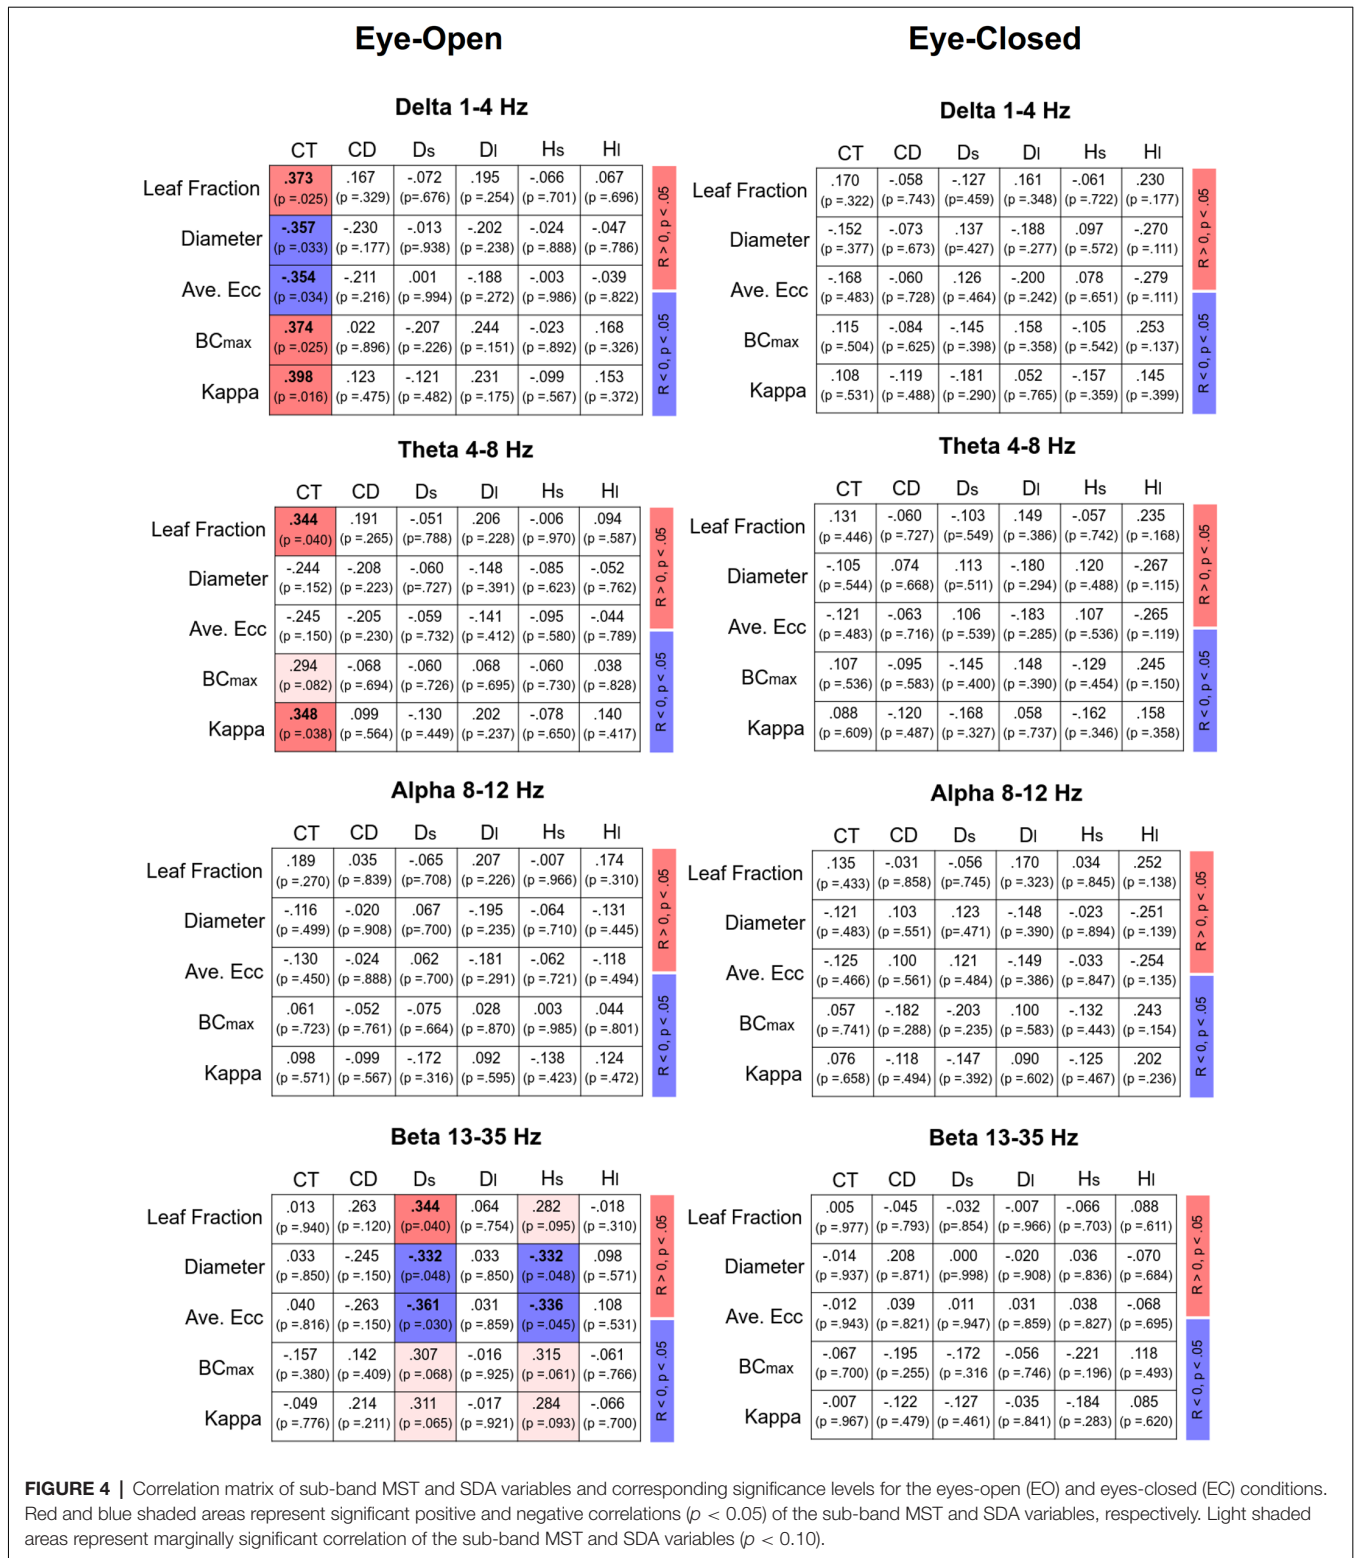 Eye-Open
Eye-Closed
Delta 1-4 Hz
CT CD Ds Dl Hs Hl
Leaf Fraction .373 .167 -.072 .195 -.066 .067
(p =.025) (p =.329) (p=.676) (p =.254) (p =.701) (p =.696)
Diameter -.357 -.230 -.013 -.202 -.024 -.047
(p =.033) (p =.177) (p=.938) (p =.238) (p =.888) (p =.786)
Ave. Ecc -.354 -.211 .001 -.188 -.003 -.039
(p =.034) (p =.216) (p =.994) (p =.272) (p =.986) (p =.822)
BCmax .374 .022 -.207 .244 -.023 .168
(p =.025) (p =.896) (p =.226) (p =.151) (p =.892) (p =.326)
Kappa .398 .123 -.121 .231 -.099 .153
(p =.016) (p =.475) (p =.482) (p =.175) (p =.567) (p =.372)
R > 0, p < .05
R < 0, p < .05
Delta 1-4 Hz
CT CD Ds Dl Hs Hl
Leaf Fraction .170 -.058 -.127 .161 -.061 .230
(p =.322) (p =.743) (p=.459) (p =.348) (p =.722) (p =.177)
Diameter -.152 -.073 .137 -.188 .097 -.270
(p =.377) (p =.673) (p=.427) (p =.277) (p =.572) (p =.111)
Ave. Ecc -.168 -.060 .126 -.200 .078 -.279
(p =.483) (p =.728) (p =.464) (p =.242) (p =.651) (p =.111)
BCmax .115 -.084 -.145 .158 -.105 .253
(p =.504) (p =.625) (p =.398) (p =.358) (p =.542) (p =.137)
Kappa .108 -.119 -.181 .052 -.157 .145
(p =.531) (p =.488) (p =.290) (p =.765) (p =.359) (p =.399)
R > 0, p < .05
R < 0, p < .05
Theta 4-8 Hz
CT CD Ds Dl Hs Hl
Leaf Fraction .344 .191 -.051 .206 -.006 .094
(p =.040) (p =.265) (p=.788) (p =.228) (p =.970) (p =.587)
Diameter -.244 -.208 -.060 -.148 -.085 -.052
(p =.152) (p =.223) (p=.727) (p =.391) (p =.623) (p =.762)
Ave. Ecc -.245 -.205 -.059 -.141 -.095 -.044
(p =.150) (p =.230) (p =.732) (p =.412) (p =.580) (p =.789)
BCmax .294 -.068 -.060 .068 -.060 .038
(p =.082) (p =.694) (p =.726) (p =.695) (p =.730) (p =.828)
Kappa .348 .099 -.130 .202 -.078 .140
(p =.038) (p =.564) (p =.449) (p =.237) (p =.650) (p =.417)
R > 0, p < .05
R < 0, p < .05
Theta 4-8 Hz
CT CD Ds Dl Hs Hl
Leaf Fraction .131 -.060 -.103 .149 -.057 .235
(p =.446) (p =.727) (p=.549) (p =.386) (p =.742) (p =.168)
Diameter -.105 .074 .113 -.180 .120 -.267
(p =.544) (p =.668) (p=.511) (p =.294) (p =.488) (p =.115)
Ave. Ecc -.121 -.063 .106 -.183 .107 -.265
(p =.483) (p =.716) (p =.539) (p =.285) (p =.536) (p =.119)
BCmax .107 -.095 -.145 .148 -.129 .245
(p =.536) (p =.583) (p =.400) (p =.390) (p =.454) (p =.150)
Kappa .088 -.120 -.168 .058 -.162 .158
(p =.609) (p =.487) (p =.327) (p =.737) (p =.346) (p =.358)
R > 0, p < .05
R < 0, p < .05
Alpha 8-12 Hz
CT CD Ds Dl Hs Hl
Leaf Fraction .189 .035 -.065 .207 -.007 .174
(p =.270) (p =.839) (p=.708) (p =.226) (p =.966) (p =.310)
Diameter -.116 -.020 .067 -.195 -.064 -.131
(p =.499) (p =.908) (p=.700) (p =.235) (p =.710) (p =.445)
Ave. Ecc -.130 -.024 .062 -.181 -.062 -.118
(p =.450) (p =.888) (p =.700) (p =.291) (p =.721) (p =.494)
BCmax .061 -.052 -.075 .028 .003 .044
(p =.723) (p =.761) (p =.664) (p =.870) (p =.985) (p =.801)
Kappa .098 -.099 -.172 .092 -.138 .124
(p =.571) (p =.567) (p =.316) (p =.595) (p =.423) (p =.472)
R > 0, p < .05
R < 0, p < .05
Alpha 8-12 Hz
CT CD Ds Dl Hs Hl
Leaf Fraction .135 -.031 -.056 .170 .034 .252
(p =.433) (p =.858) (p=.745) (p =.323) (p =.845) (p =.138)
Diameter -.121 .103 .123 -.148 -.023 -.251
(p =.483) (p =.551) (p=.471) (p =.390) (p =.894) (p =.139)
Ave. Ecc -.125 .100 .121 -.149 -.033 -.254
(p =.466) (p =.561) (p =.484) (p =.386) (p =.847) (p =.135)
BCmax .057 -.182 -.203 .100 -.132 .243
(p =.741) (p =.288) (p =.235) (p =.583) (p =.443) (p =.154)
Kappa .076 -.118 -.147 .090 -.125 .202
(p =.658) (p =.494) (p =.392) (p =.602) (p =.467) (p =.236)
R > 0, p < .05
R < 0, p < .05
Beta 13-35 Hz
CT CD Ds Dl Hs Hl
Leaf Fraction .013 .263 .344 .064 .282 -.018
(p =.940) (p =.120) (p=.040) (p =.754) (p =.095) (p =.310)
Diameter .033 -.245 -.332 .033 -.332 .098
(p =.850) (p =.150) (p=.048) (p =.850) (p =.048) (p =.571)
Ave. Ecc .040 -.263 -.361 .031 -.336 .108
(p =.816) (p =.150) (p =.030) (p =.859) (p =.045) (p =.531)
BCmax -.157 .142 .307 -.016 .315 -.061
(p =.380) (p =.409) (p =.068) (p =.925) (p =.061) (p =.766)
Kappa -.049 .214 .311 -.017 .284 -.066
(p =.776) (p =.211) (p =.065) (p =.921) (p =.093) (p =.700)
R > 0, p < .05
R < 0, p < .05
Beta 13-35 Hz
CT CD Ds Dl Hs Hl
Leaf Fraction .005 -.045 -.032 -.007 -.066 .088
(p =.977) (p =.793) (p =.854) (p =.966) (p =.703) (p =.611)
Diameter -.014 .208 .000 -.020 .036 -.070
(p =.937) (p =.871) (p =.998) (p =.908) (p =.836) (p =.684)
Ave. Ecc -.012 .039 .011 .031 .038 -.068
(p =.943) (p =.821) (p =.947) (p =.859) (p =.827) (p =.695)
BCmax -.067 -.195 -.172 -.056 -.221 .118
(p =.700) (p =.255) (p =.316 (p =.746) (p =.196) (p =.493)
Kappa -.007 -.122 -.127 -.035 -.184 .085
(p =.967) (p =.479) (p =.461) (p =.841) (p =.283) (p =.620)
R > 0, p < .05
R < 0, p < .05
FIGURE 4 | Correlation matrix of sub-band MST and SDA variables and corresponding significance levels for the eyes-open (EO) and eyes-closed (EC) conditions.
Red and blue shaded areas represent significant positive and negative correlations (p < 0.05) of the sub-band MST and SDA variables, respectively. Light shaded
areas represent marginally significant correlation of the sub-band MST and SDA variables (p < 0.10).